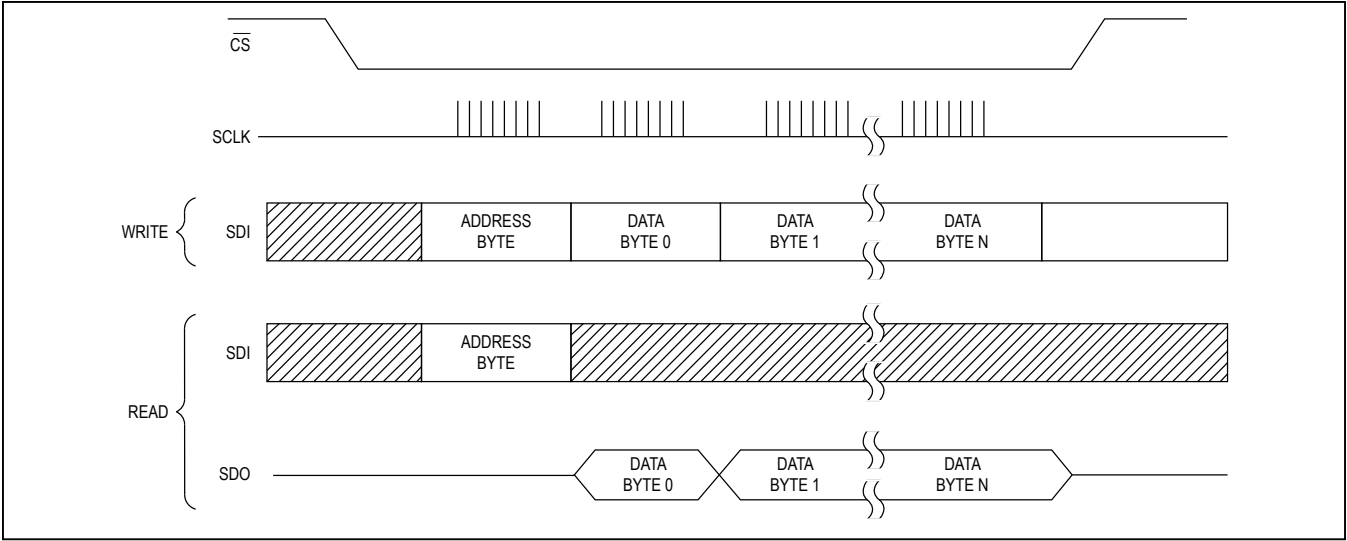 C̅S̅
SCLK
WRITE
SDI
ADDRESS
BYTE
DATA
BYTE 0
DATA
BYTE 1
DATA
BYTE N
READ
SDI
ADDRESS
BYTE
SDO
DATA
BYTE 0
DATA
BYTE 1
DATA
BYTE N